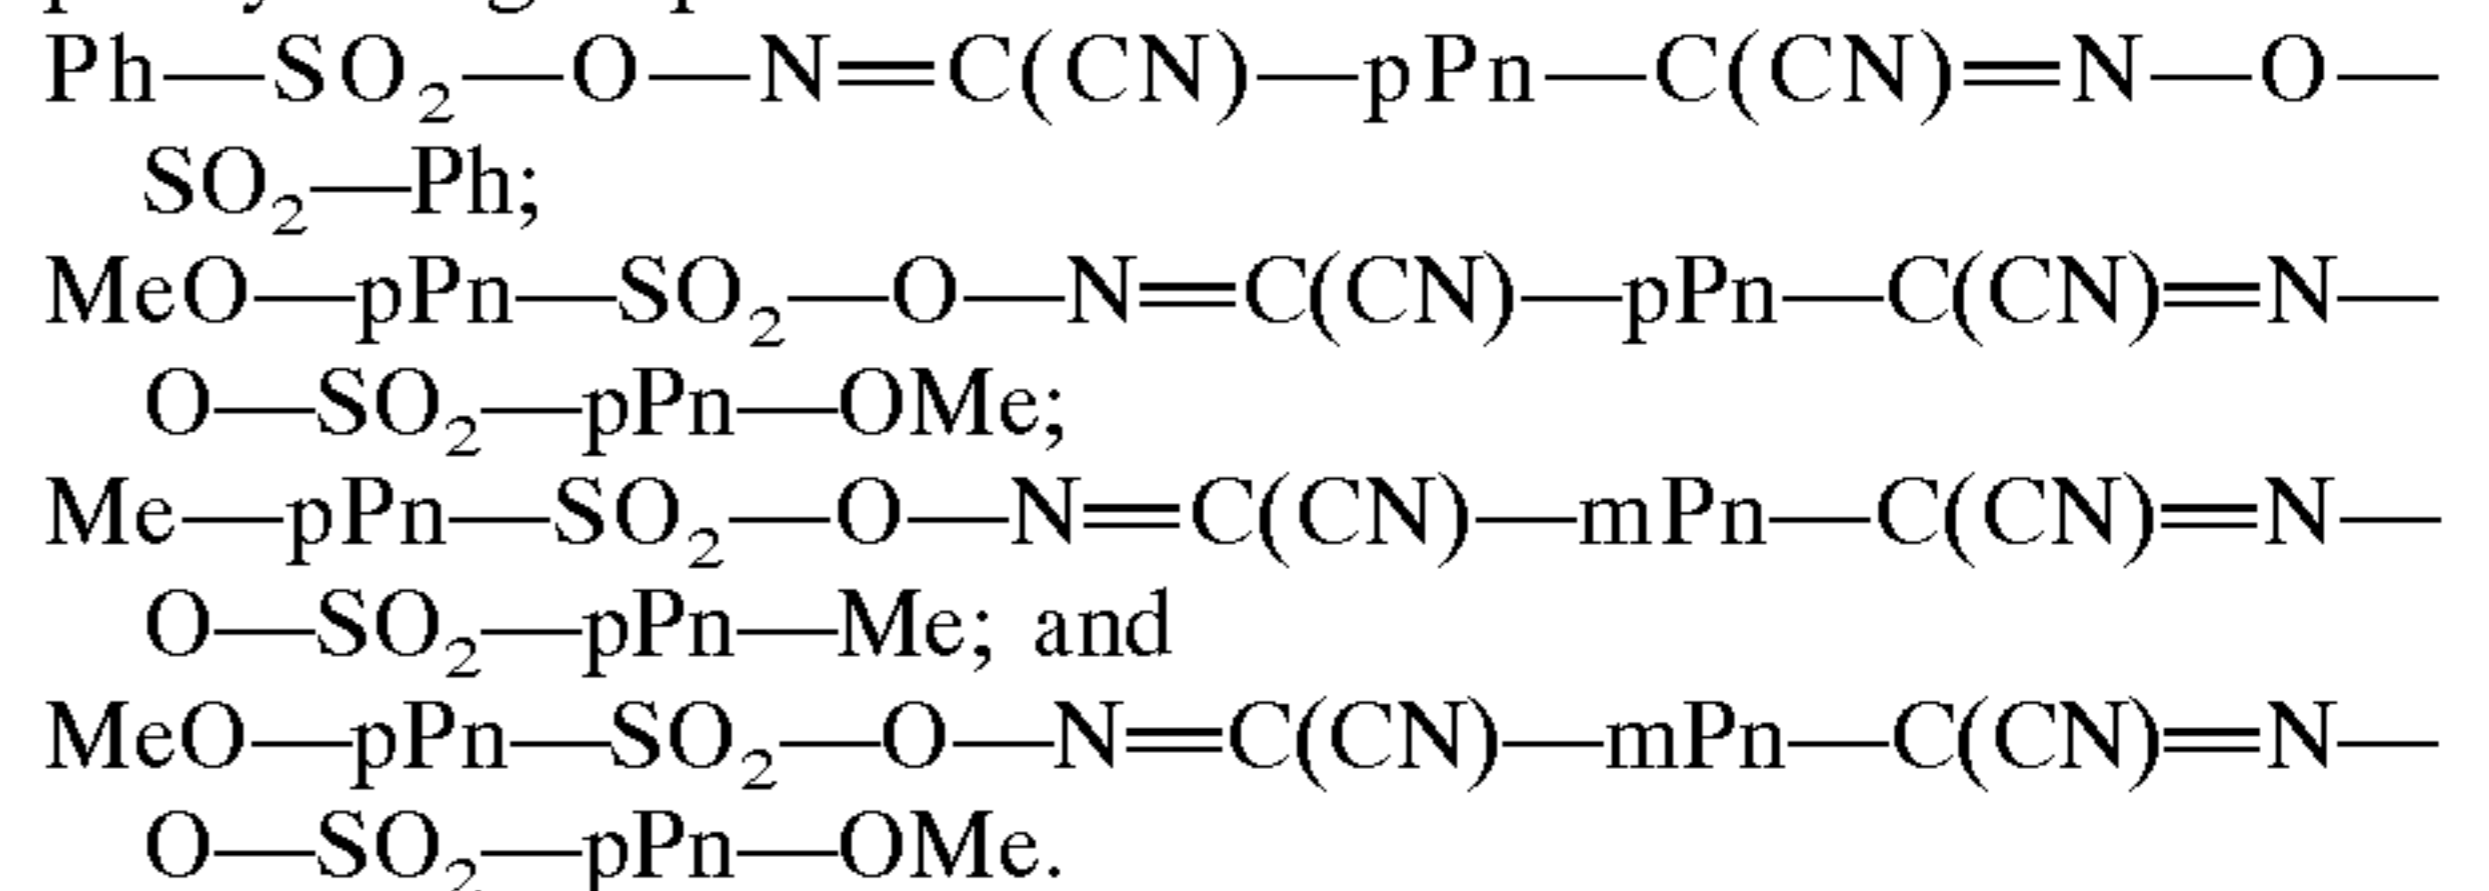 Ph—SO₂—O—N═C(CN)—pPn—C(CN)═N—O—
SO₂—Ph;
MeO—pPn—SO₂—O—N═C(CN)—pPn—C(CN)═N—
O—SO₂—pPn—OMe;
Me—pPn—SO₂—O—N═C(CN)—mPn—C(CN)═N—
O—SO₂—pPn—Me; and
MeO—pPn—SO₂—O—N═C(CN)—mPn—C(CN)═N—
O—SO₂—pPn—OMe.